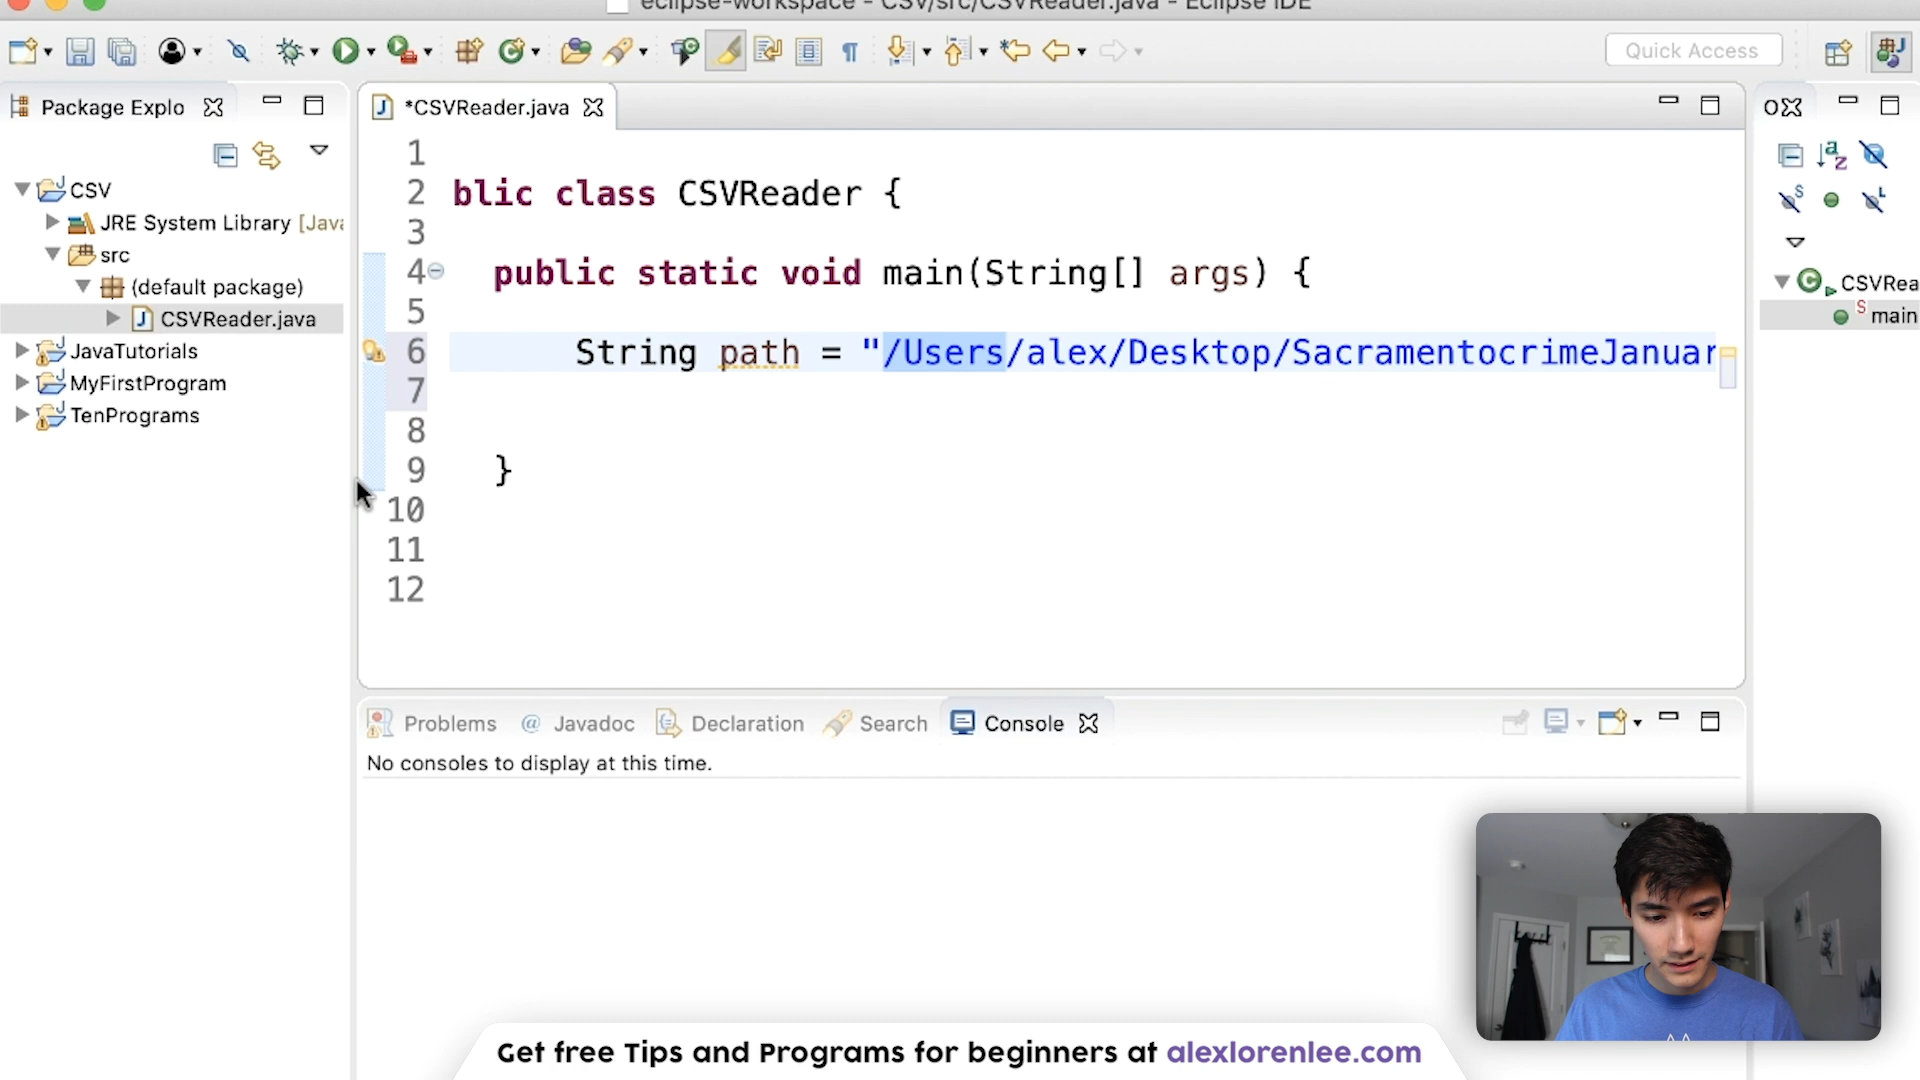 eclipse-workspace - CSV/src/CSVReader.java - Eclipse IDE
Quick Access
Package Explo
*CSVReader.java
CSV
JRE System Library [Java
src
(default package)
CSVReader.java
JavaTutorials
MyFirstProgram
TenPrograms
1
2 blic class CSVReader {
3
4 public static void main(String[] args) {
5
6 String path = "/Users/alex/Desktop/SacramentocrimeJanuar
7
8
9 }
10
11
12
O
CSVRea
main
Problems @ Javadoc Declaration Search Console
No consoles to display at this time.
Get free Tips and Programs for beginners at alexlorenlee.com